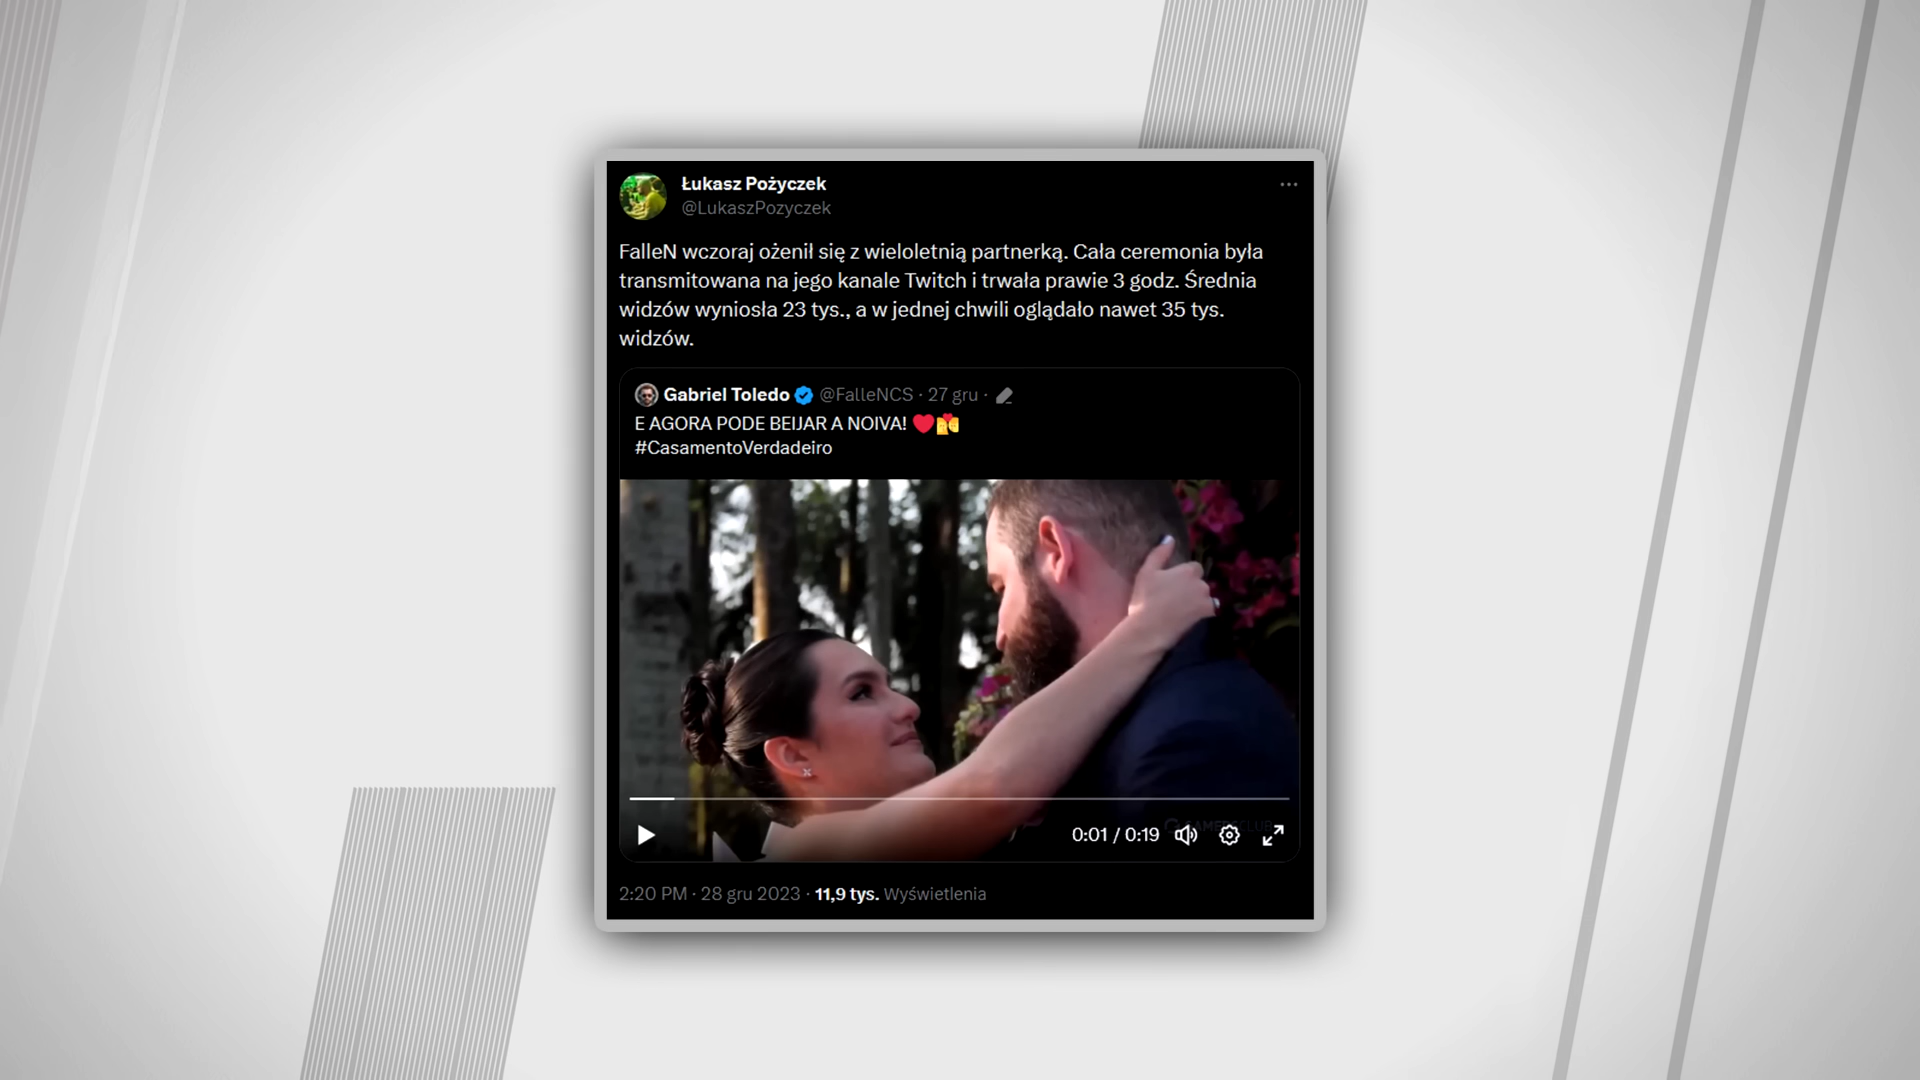 Łukasz Pożyczek
@LukaszPozyczek
FalleN wczoraj ożenił się z wieloletnią partnerką. Cała ceremonia była
transmitowana na jego kanale Twitch i trwała prawie 3 godz. Średnia
widzów wyniosła 23 tys., a w jednej chwili oglądało nawet 35 tys.
widzów.
Gabriel Toledo @FalleNCS · 27 gru ·
E AGORA PODE BEIJAR A NOIVA! ❤️💏
#CasamentoVerdadeiro
GAMERSCLUB
0:01 / 0:19
2:20 PM · 28 gru 2023 · 11,9 tys. Wyświetlenia